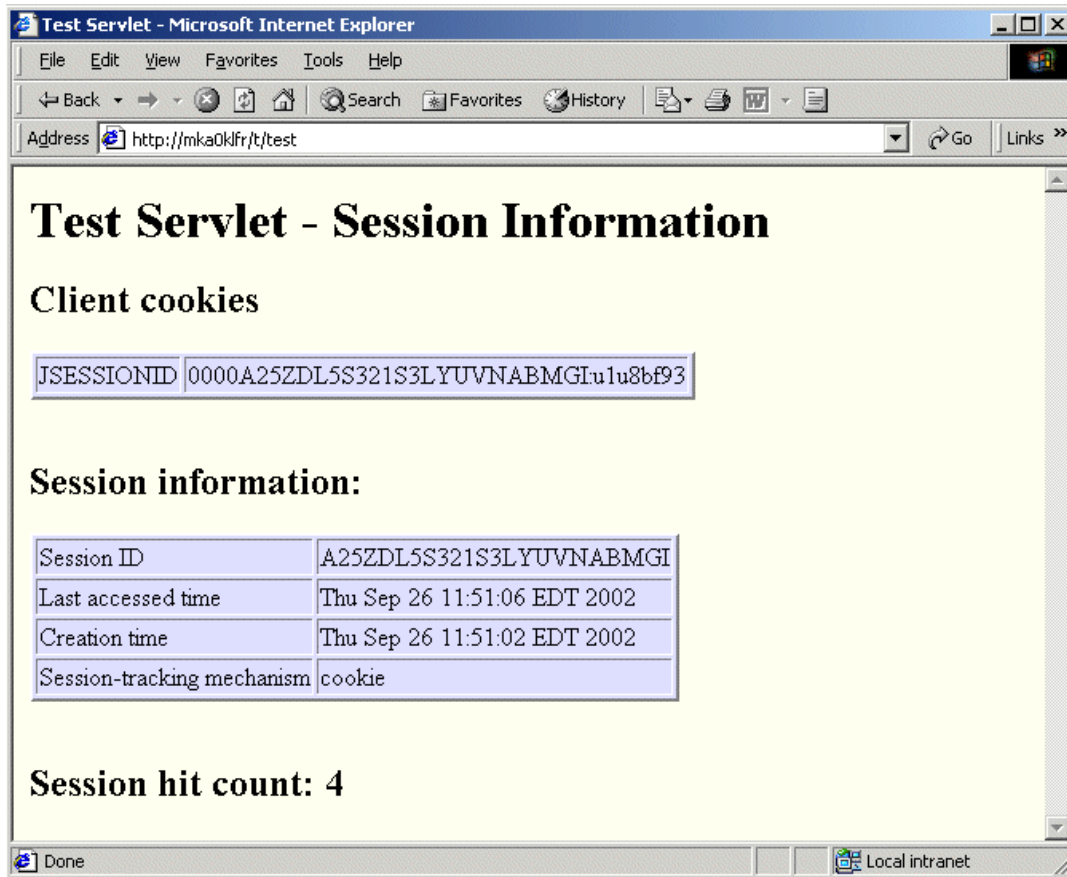 Test Servlet - Microsoft Internet Explorer
File Edit View Favorites Tools Help
Back Search Favorites History
Address http://mka0klfr/t/test Go Links »
Test Servlet - Session Information
Client cookies
JSESSIONID 0000A25ZDL5S321S3LYUVNABMGI:u1u8bf93
Session information:
Session ID A25ZDL5S321S3LYUVNABMGI
Last accessed time Thu Sep 26 11:51:06 EDT 2002
Creation time Thu Sep 26 11:51:02 EDT 2002
Session-tracking mechanism cookie
Session hit count: 4
Done Local intranet